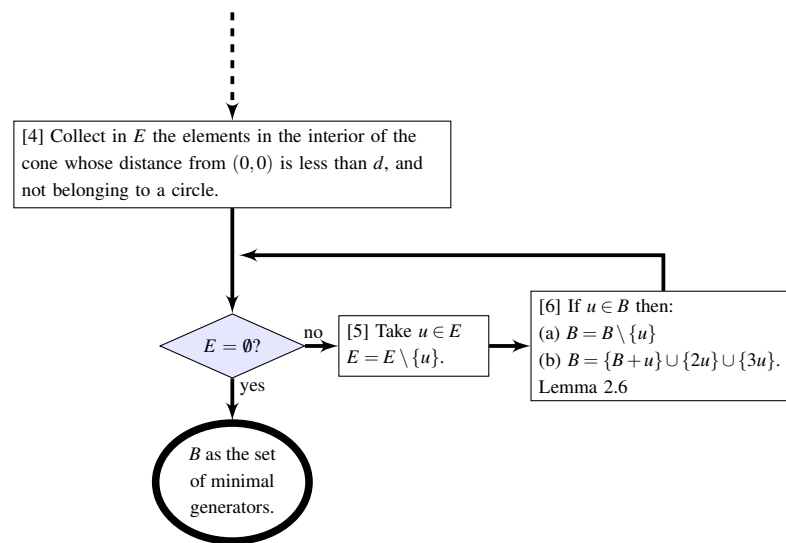 [4] Collect in E the elements in the interior of the
cone whose distance from (0,0) is less than d, and
not belonging to a circle.
E = ∅?
no
[5] Take u ∈ E
E = E \ {u}.
[6] If u ∈ B then:
(a) B = B \ {u}
(b) B = {B + u} ∪ {2u} ∪ {3u}.
Lemma 2.6
yes
B as the set
of minimal
generators.